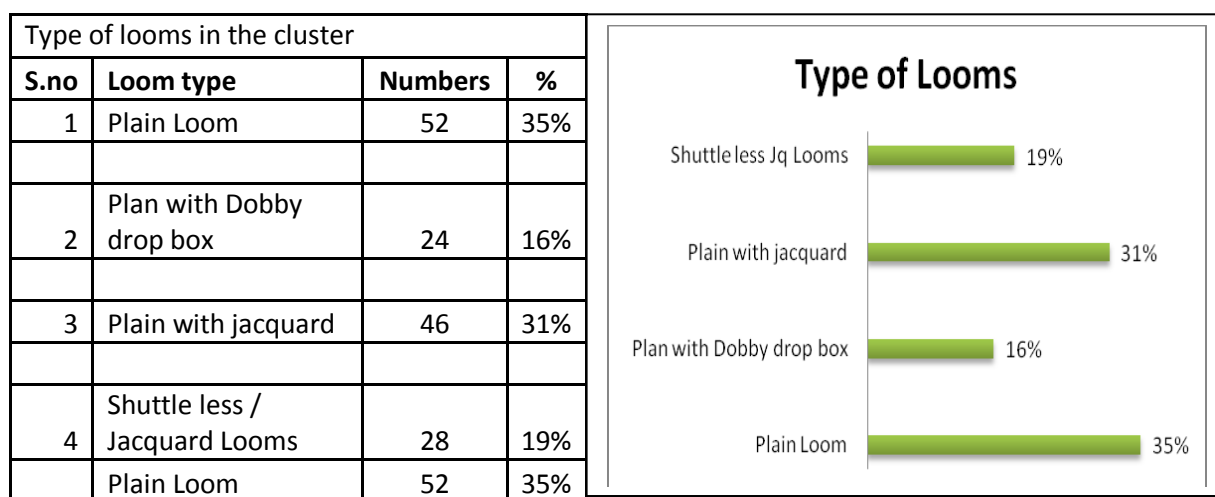 Type of looms in the cluster
S.no Loom type Numbers %
1 Plain Loom 52 35%
Plan with Dobby
2 drop box 24 16%
3 Plain with jacquard 46 31%
Shuttle less /
4 Jacquard Looms 28 19%
Plain Loom 52 35%
Type of Looms
Shuttle less Jq Looms 19%
Plain with jacquard 31%
Plan with Dobby drop box 16%
Plain Loom 35%